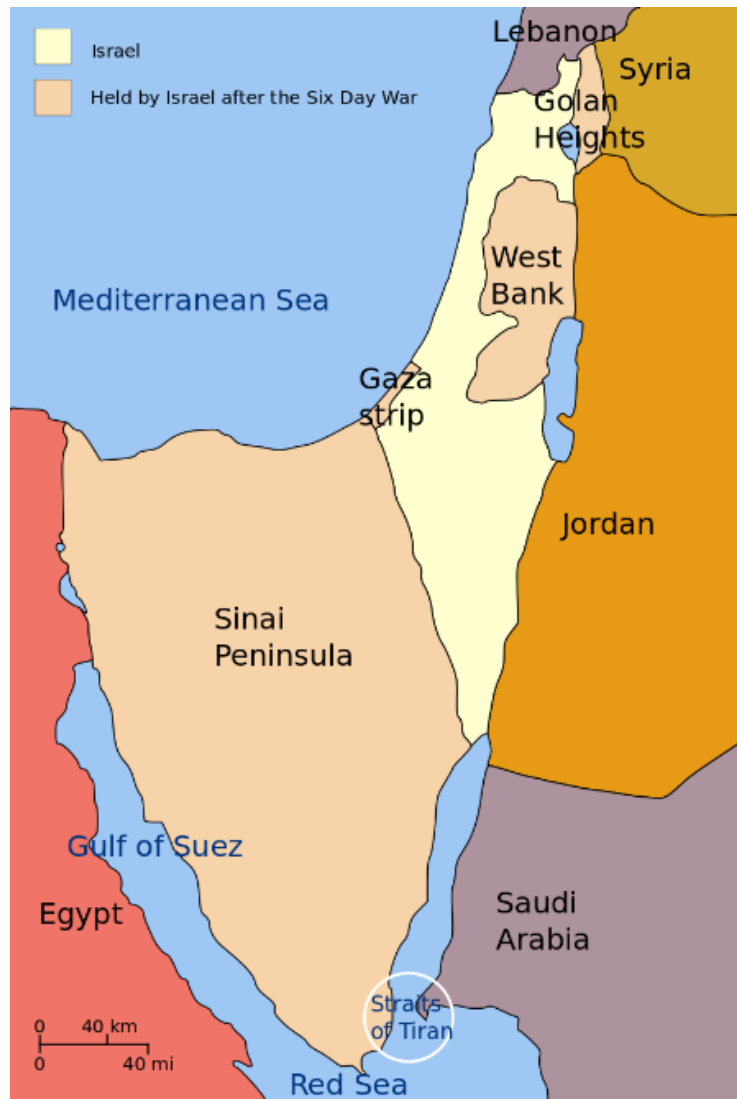 Israel
Held by Israel after the Six Day War
Lebanon
Syria
Golan
Heights
West
Bank
Mediterranean Sea
Gaza
strip
Jordan
Sinai
Peninsula
Gulf of Suez
Egypt
Saudi
Arabia
Straits
of Tiran
0 40 km
0 40 mi
Red Sea